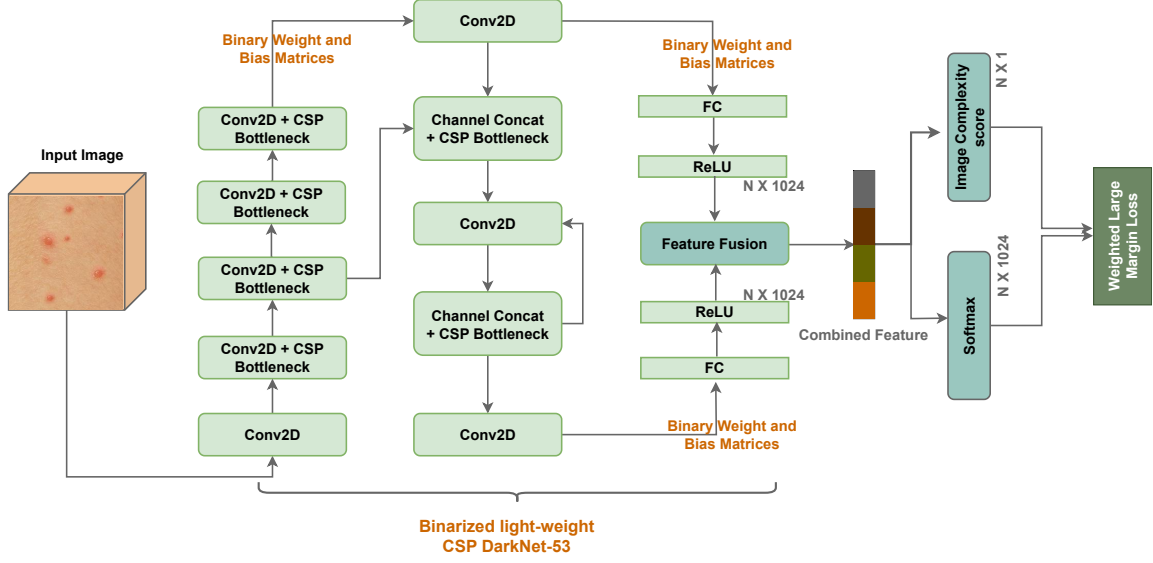 Input Image
Binary Weight and
Bias Matrices
Conv2D + CSP
Bottleneck
Conv2D + CSP
Bottleneck
Conv2D + CSP
Bottleneck
Conv2D + CSP
Bottleneck
Conv2D
Conv2D
Channel Concat
+ CSP Bottleneck
Conv2D
Channel Concat
+ CSP Bottleneck
Conv2D
Binary Weight and
Bias Matrices
FC
ReLU
N X 1024
Feature Fusion
N X 1024
ReLU
FC
Binary Weight and
Bias Matrices
Binarized light-weight
CSP DarkNet-53
Combined Feature
Image Complexity
score
N X 1
Softmax
N X 1024
Weighted Large
Margin Loss